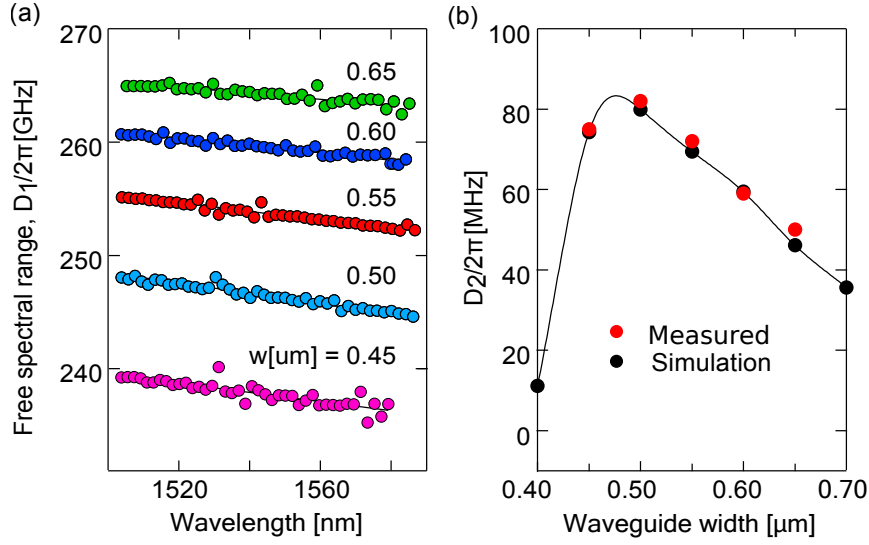 (a)
Free spectral range, D1/2π[GHz]
270
260
250
240
0.65
0.60
0.55
0.50
w[um] = 0.45
1520
1560
Wavelength [nm]
(b)
D2/2π[MHz]
100
80
60
40
20
0
Measured
Simulation
0.40
0.50
0.60
0.70
Waveguide width [µm]